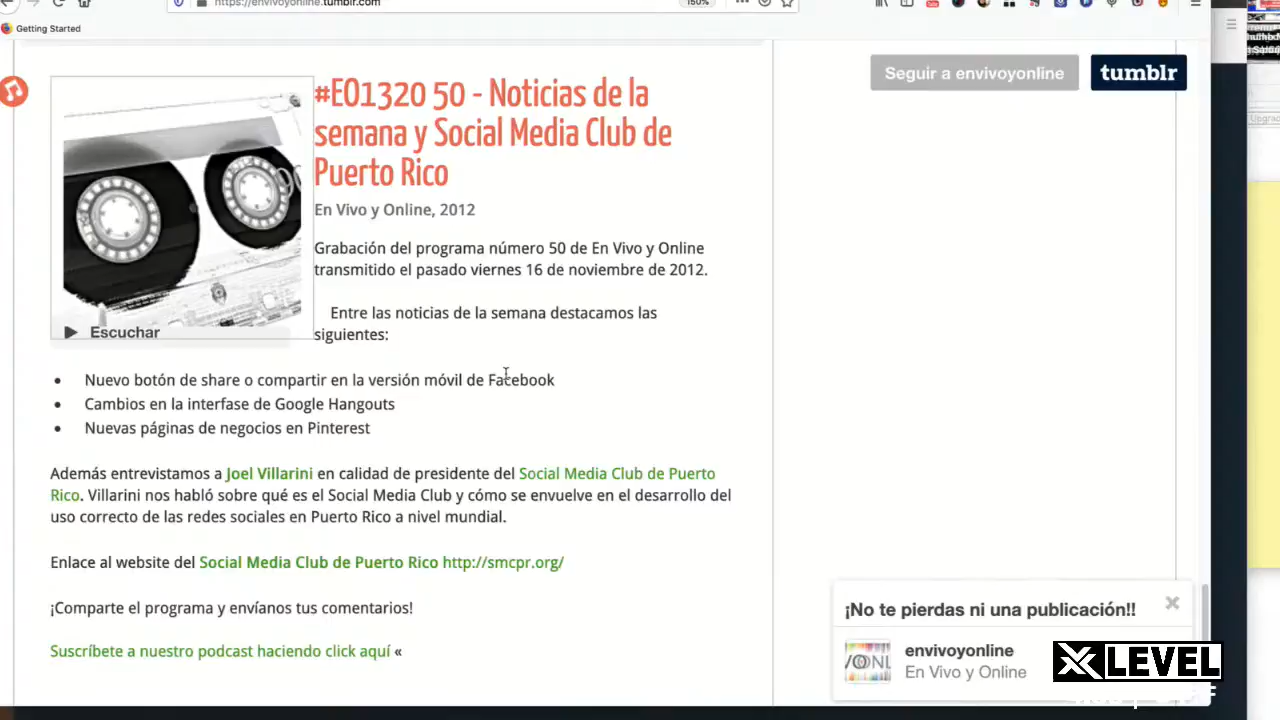 https://envivoyonline.tumblr.com
150%
Getting Started
Seguir a envivoyonline
tumblr
#EO1320 50 - Noticias de la
semana y Social Media Club de
Puerto Rico
En Vivo y Online, 2012
Grabación del programa número 50 de En Vivo y Online
transmitido el pasado viernes 16 de noviembre de 2012.
Entre las noticias de la semana destacamos las
siguientes:
Escuchar
• Nuevo botón de share o compartir en la versión móvil de Facebook
• Cambios en la interfase de Google Hangouts
• Nuevas páginas de negocios en Pinterest
Además entrevistamos a Joel Villarini en calidad de presidente del Social Media Club de Puerto
Rico. Villarini nos habló sobre qué es el Social Media Club y cómo se envuelve en el desarrollo del
uso correcto de las redes sociales en Puerto Rico a nivel mundial.
Enlace al website del Social Media Club de Puerto Rico http://smcpr.org/
¡Comparte el programa y envíanos tus comentarios!
Suscríbete a nuestro podcast haciendo click aquí «
¡No te pierdas ni una publicación!!
envivoyonline
En Vivo y Online
XLEVEL